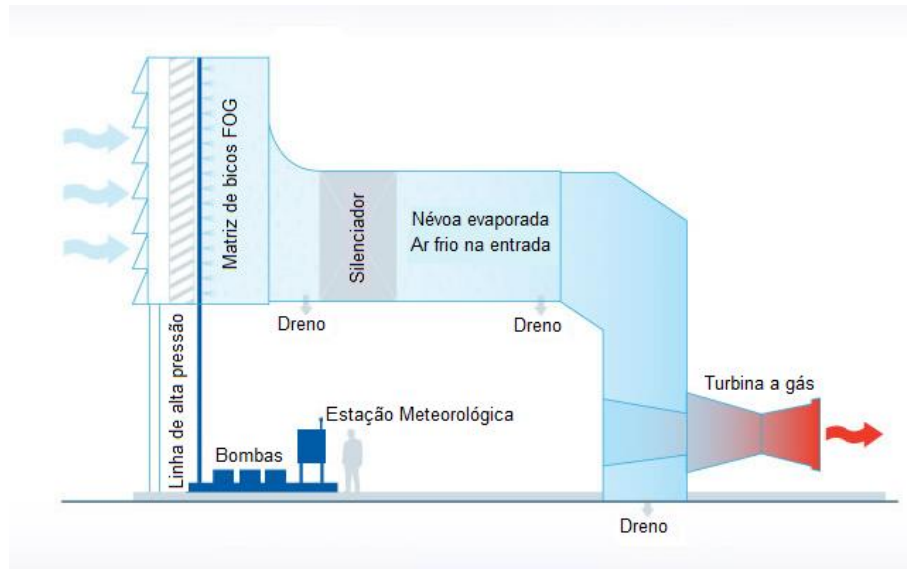 Matriz de bicos FOG
Silenciador
Névoa evaporada
Ar frio na entrada
Dreno
Dreno
Linha de alta pressão
Turbina a gás
Estação Meteorológica
Bombas
Dreno